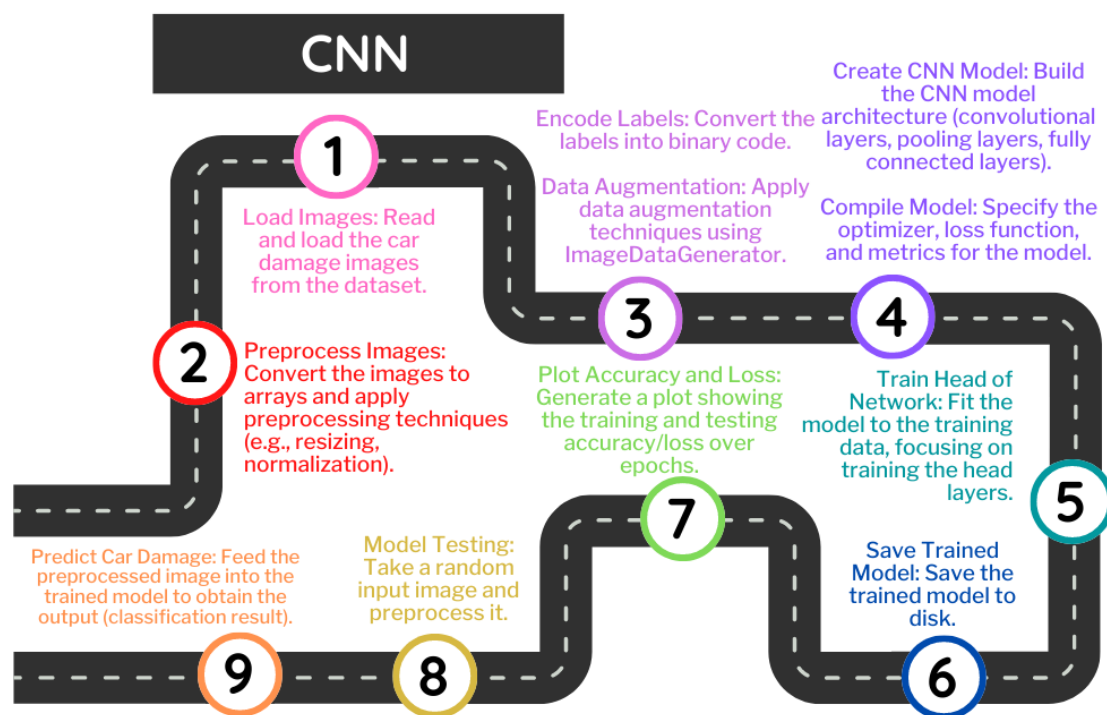 CNN
1
Load Images: Read
and load the car
damage images
from the dataset.
2
Preprocess Images:
Convert the images to
arrays and apply
preprocessing techniques
(e.g., resizing,
normalization).
Encode Labels: Convert the
labels into binary code.
Data Augmentation: Apply
data augmentation
techniques using
ImageDataGenerator.
3
Create CNN Model: Build
the CNN model
architecture (convolutional
layers, pooling layers, fully
connected layers).
Compile Model: Specify the
optimizer, loss function,
and metrics for the model.
4
Train Head of
Network: Fit the
model to the training
data, focusing on
training the head
layers.
5
Save Trained
Model: Save the
trained model to
disk.
6
Plot Accuracy and Loss:
Generate a plot showing
the training and testing
accuracy/loss over
epochs.
7
Model Testing:
Take a random
input image and
preprocess it.
8
Predict Car Damage: Feed the
preprocessed image into the
trained model to obtain the
output (classification result).
9